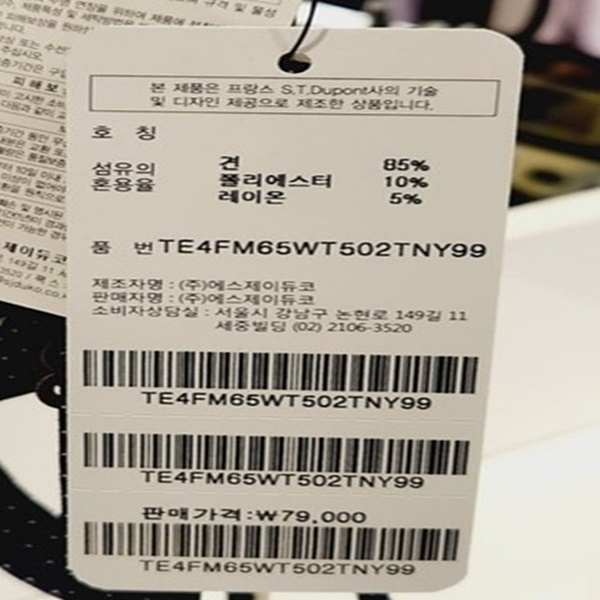 본 제품은 프랑스 S.T.Dupont사의 기술
및 디자인 제공으로 제조한 상품입니다.
호 칭
섬유의 혼용율
견 85%
폴리에스터 10%
레이온 5%
품 번 TE4FM65WT502TNY99
제조자명 : (주)에스제이듀코
판매자명 : (주)에스제이듀코
소비자상담실 : 서울시 강남구 논현로 149길 11
세중빌딩 (02) 2106-3520
TE4FM65WT502TNY99
TE4FM65WT502TNY99
판매가격:₩79,000
TE4FM65WT502TNY99